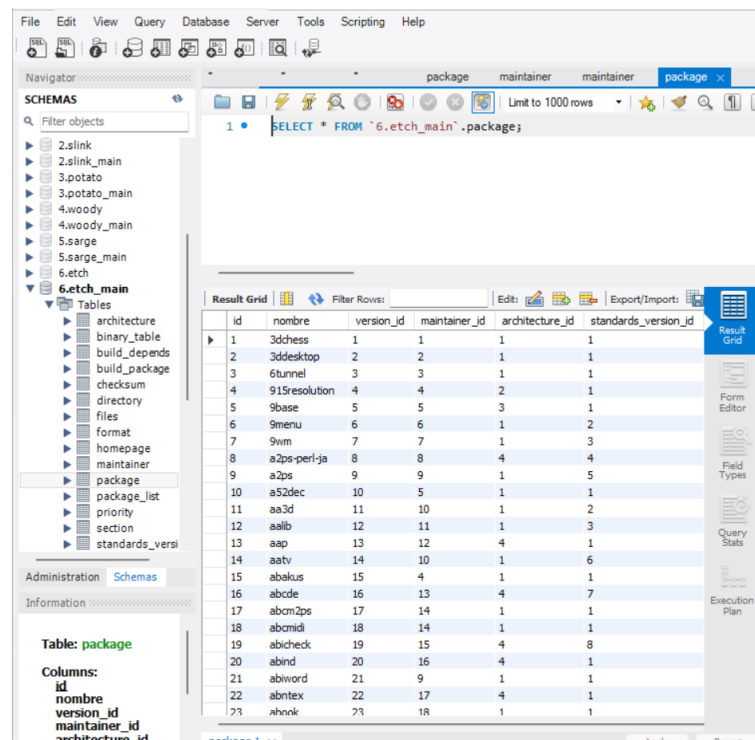 File Edit View Query Database Server Tools Scripting Help
Navigator
package maintainer maintainer package
SCHEMAS
Filter objects
Limit to 1000 rows
1 SELECT * FROM `6.etch_main`.package;
2.slink
2.slink_main
3.potato
3.potato_main
4.woody
4.woody_main
5.sarge
5.sarge_main
6.etch
6.etch_main
Tables
architecture
binary_table
build_depends
build_package
checksum
directory
files
format
homepage
maintainer
package
package_list
priority
section
standards_versi
Administration Schemas
Information
Table: package
Columns:
id
nombre
version_id
maintainer_id
architecture_id
Result Grid Filter Rows: Edit: Export/Import:
id nombre version_id maintainer_id architecture_id standards_version_id
1 3dchess 1 1 1 1
2 3ddesktop 2 2 1 1
3 6tunnel 3 3 1 1
4 915resolution 4 4 2 1
5 9base 5 5 3 1
6 9menu 6 6 1 2
7 9wm 7 7 1 3
8 a2ps-perl-ja 8 8 4 4
9 a2ps 9 9 1 5
10 a52dec 10 5 1 1
11 aa3d 11 10 1 2
12 aalib 12 11 1 3
13 aap 13 12 4 1
14 aatv 14 10 1 6
15 abakus 15 4 1 1
16 abcde 16 13 4 7
17 abcm2ps 17 14 1 1
18 abcmidi 18 14 1 1
19 abicheck 19 15 4 8
20 abind 20 16 4 1
21 abiword 21 9 1 1
22 abntex 22 17 4 1
23 abook 23 18 1 1
Result
Grid
Form
Editor
Field
Types
Query
Stats
Execution
Plan
package 1